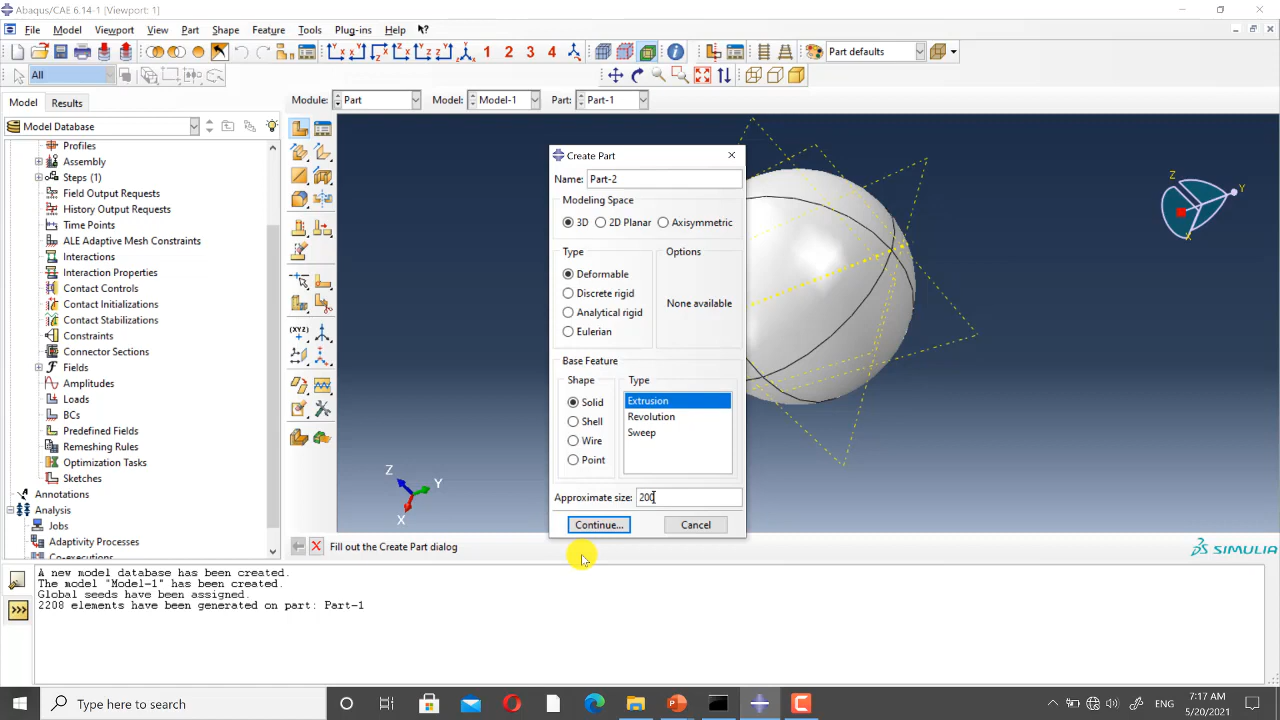 Abaqus/CAE 6.14-1 [Viewport: 1]
File Model Viewport View Part Shape Feature Tools Plug-ins Help
1 2 3 4 Part defaults
All
Model Results Module: Part Model: Model-1 Part: Part-1
Model Database
Profiles
Assembly
Steps (1)
Field Output Requests
History Output Requests
Time Points
ALE Adaptive Mesh Constraints
Interactions
Interaction Properties
Contact Controls
Contact Initializations
Contact Stabilizations
Constraints
Connector Sections
Fields
Amplitudes
Loads
BCs
Predefined Fields
Remeshing Rules
Optimization Tasks
Sketches
Annotations
Analysis
Jobs
Adaptivity Processes
Co-executions
(XYZ)
Create Part
Name: Part-2
Modeling Space
3D 2D Planar Axisymmetric
Type
Deformable
Discrete rigid
Analytical rigid
Eulerian
Options
None available
Base Feature
Shape
Solid
Shell
Wire
Point
Type
Extrusion
Revolution
Sweep
Approximate size: 200
Continue... Cancel
Z Y X
Z Y X
Fill out the Create Part dialog
SIMULIA
A new model database has been created.
The model "Model-1" has been created.
Global seeds have been assigned.
2208 elements have been generated on part: Part-1
>>>
Type here to search
ENG
7:17 AM
5/20/2021